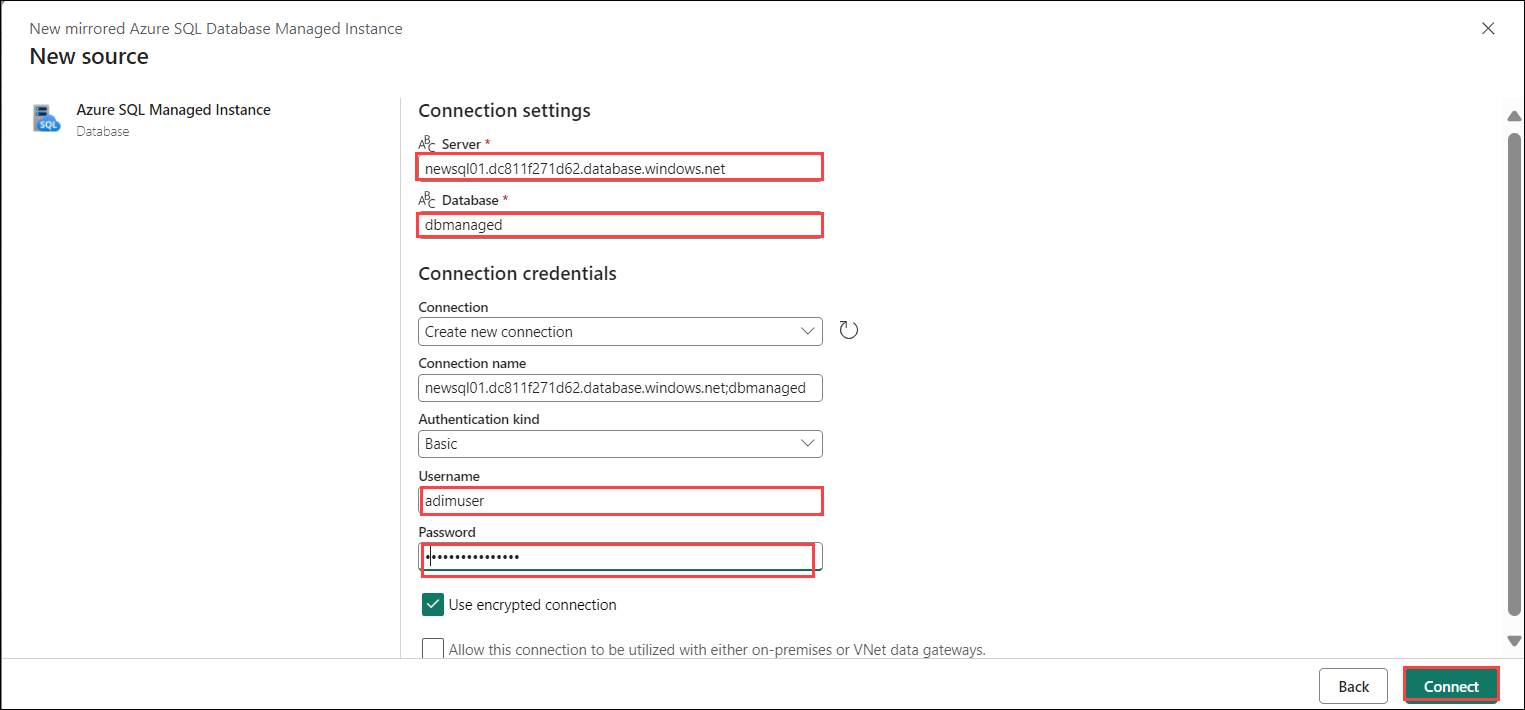 New mirrored Azure SQL Database Managed Instance
New source
SQL
Azure SQL Managed Instance
Database
Connection settings
ABC Server *
newsql01.dc811f271d62.database.windows.net
ABC Database *
dbmanaged
Connection credentials
Connection
Create new connection
Connection name
newsql01.dc811f271d62.database.windows.net;dbmanaged
Authentication kind
Basic
Username
adimuser
Password
••••••••••••••••
Use encrypted connection
Allow this connection to be utilized with either on-premises or VNet data gateways.
Back
Connect